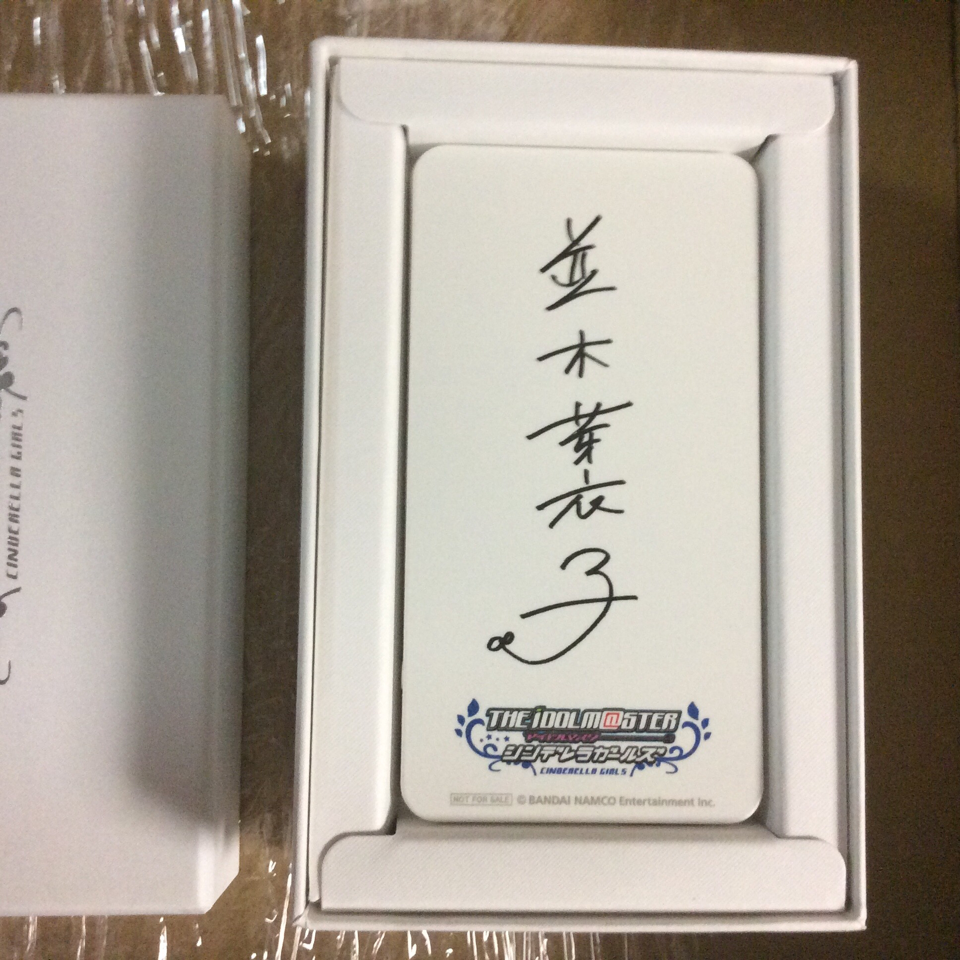 並木芽衣子
THE iDOLM@STER
アイドルマスター
シンデレラガールズ
CINDERELLA GIRLS
NOT FOR SALE © BANDAI NAMCO Entertainment Inc.
CINDERELLA GIRLS